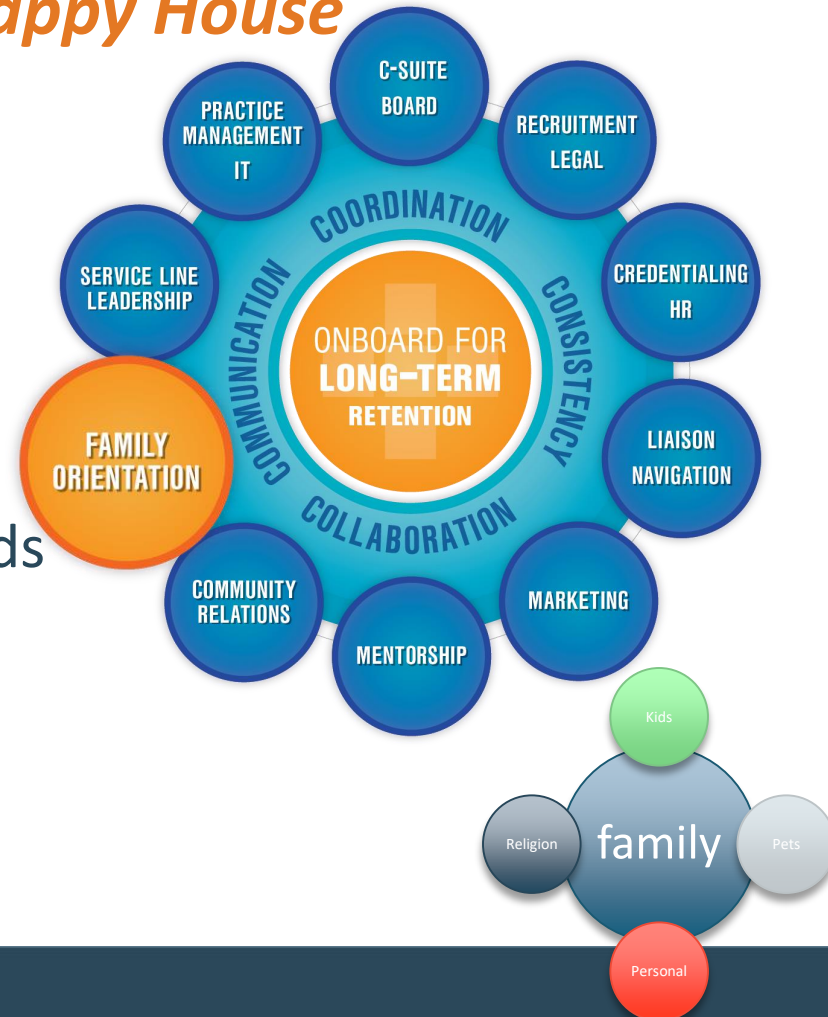 appy House
C-SUITE
BOARD
PRACTICE
MANAGEMENT
IT
RECRUITMENT
LEGAL
SERVICE LINE
LEADERSHIP
CREDENTIALING
HR
COORDINATION
COMMUNICATION
CONSISTENCY
COLLABORATION
ONBOARD FOR
LONG-TERM
RETENTION
FAMILY
ORIENTATION
LIAISON
NAVIGATION
ds
COMMUNITY
RELATIONS
MARKETING
MENTORSHIP
Kids
Religion
family
Pets
Personal